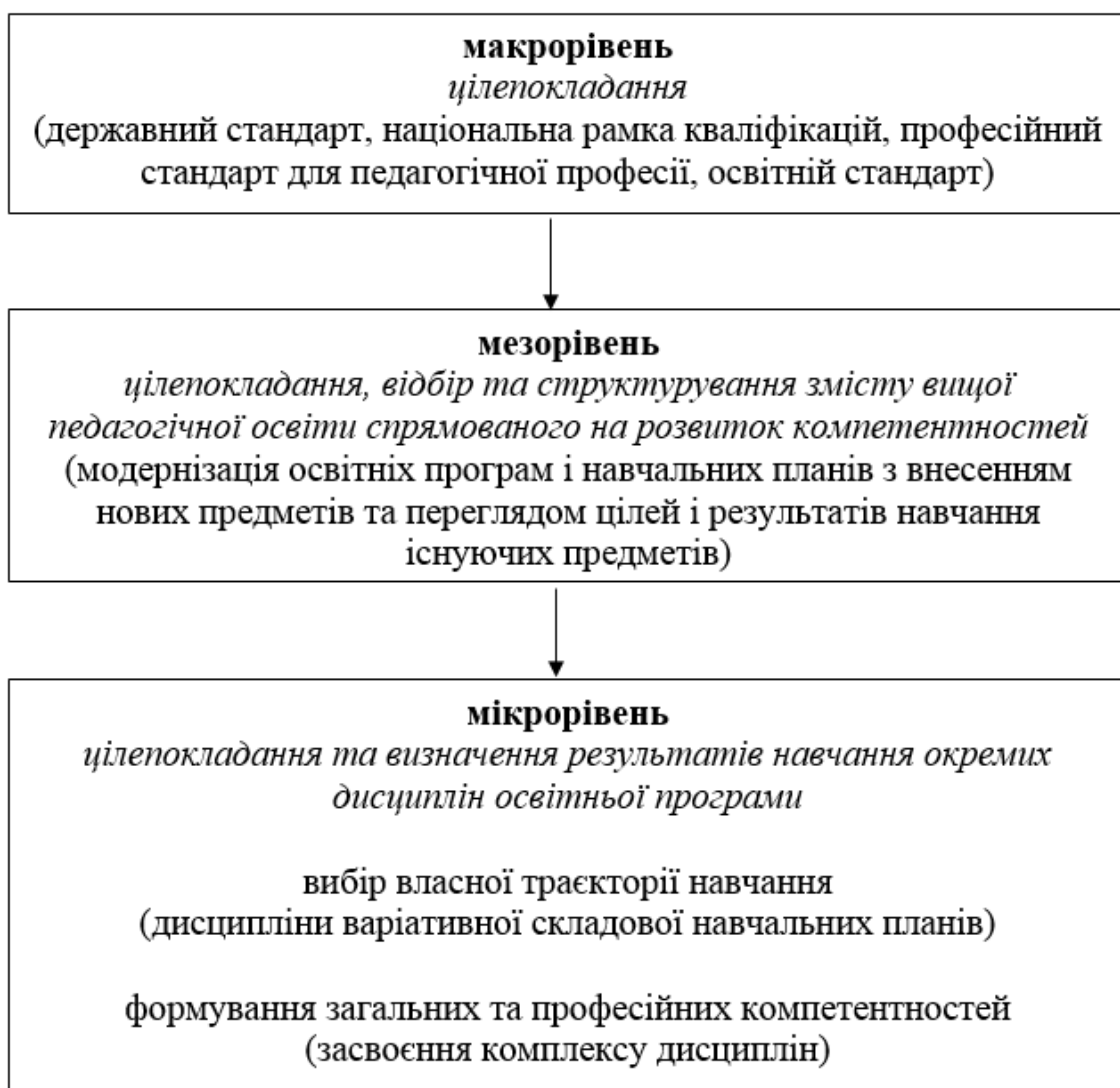 макрорівень
цілепокладання
(державний стандарт, національна рамка кваліфікацій, професійний
стандарт для педагогічної професії, освітній стандарт)
мезорівень
цілепокладання, відбір та структурування змісту вищої
педагогічної освіти спрямованого на розвиток компетентностей
(модернізація освітніх програм і навчальних планів з внесенням
нових предметів та переглядом цілей і результатів навчання
існуючих предметів)
мікрорівень
цілепокладання та визначення результатів навчання окремих
дисциплін освітньої програми
вибір власної траєкторії навчання
(дисципліни варіативної складової навчальних планів)
формування загальних та професійних компетентностей
(засвоєння комплексу дисциплін)